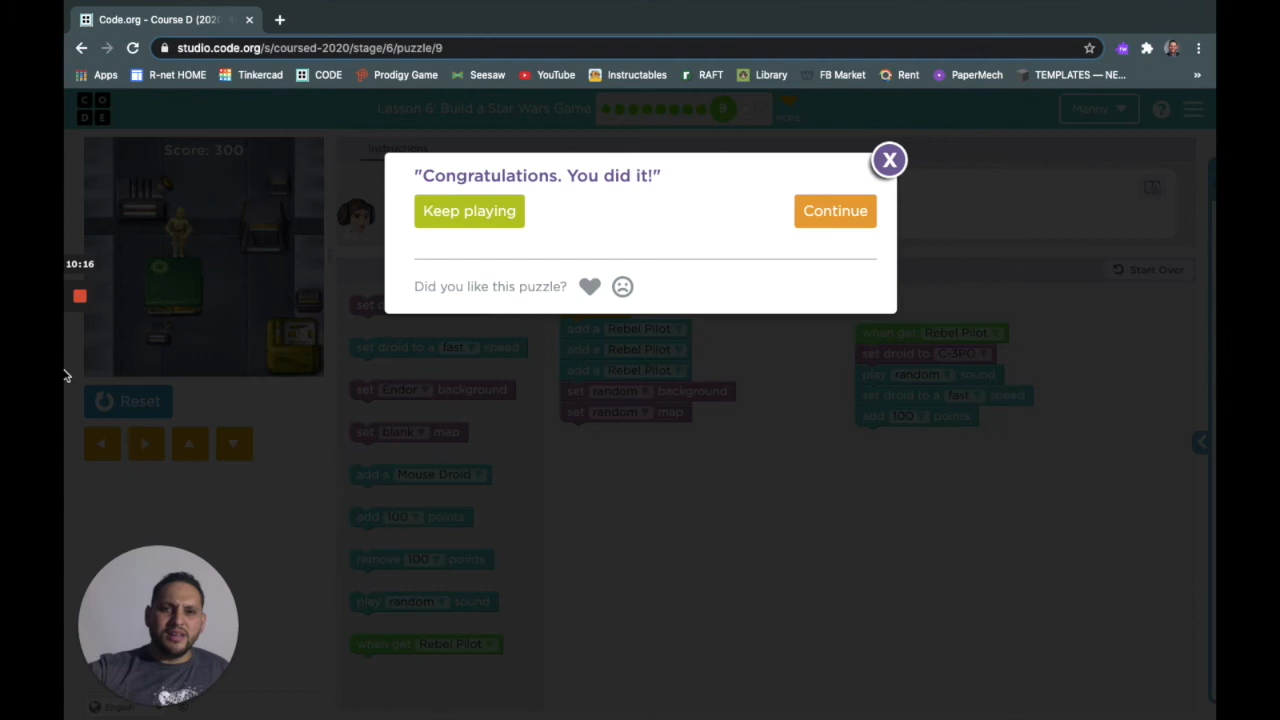 Code.org - Course D (202
studio.code.org/s/coursed-2020/stage/6/puzzle/9
Apps
R-net HOME
Tinkercad
CODE
Prodigy Game
Seesaw
YouTube
Instructables
RAFT
Library
FB Market
Rent
PaperMech
TEMPLATES — NE...
»
C O
D E
Lesson 6: Build a Star Wars Game
9
MORE
Manny
Score: 300
Instructions
"Congratulations. You did it!"
Keep playing
Continue
X
Did you like this puzzle?
10:16
Start Over
set droid to a fast speed
set Endor background
set blank map
add a Mouse Droid
add 100 points
remove 100 points
play random sound
when get Rebel Pilot
add a Rebel Pilot
add a Rebel Pilot
add a Rebel Pilot
set random background
set random map
when get Rebel Pilot
set droid to C-3PO
play random sound
set droid to a fast speed
add 100 points
Reset
English